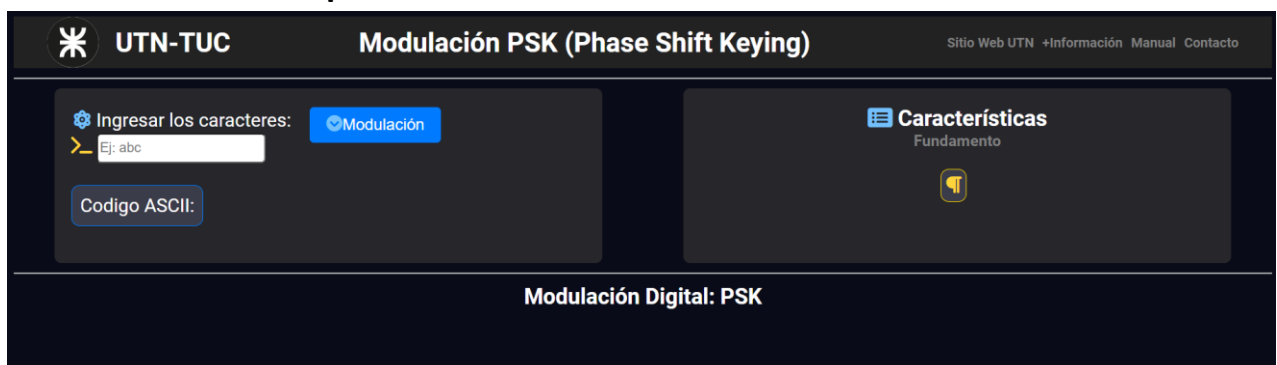 UTN-TUC Modulación PSK (Phase Shift Keying) Sitio Web UTN +Información Manual Contacto
Ingresar los caracteres: Modulación
Ej: abc
Codigo ASCII:
Características
Fundamento
Modulación Digital: PSK